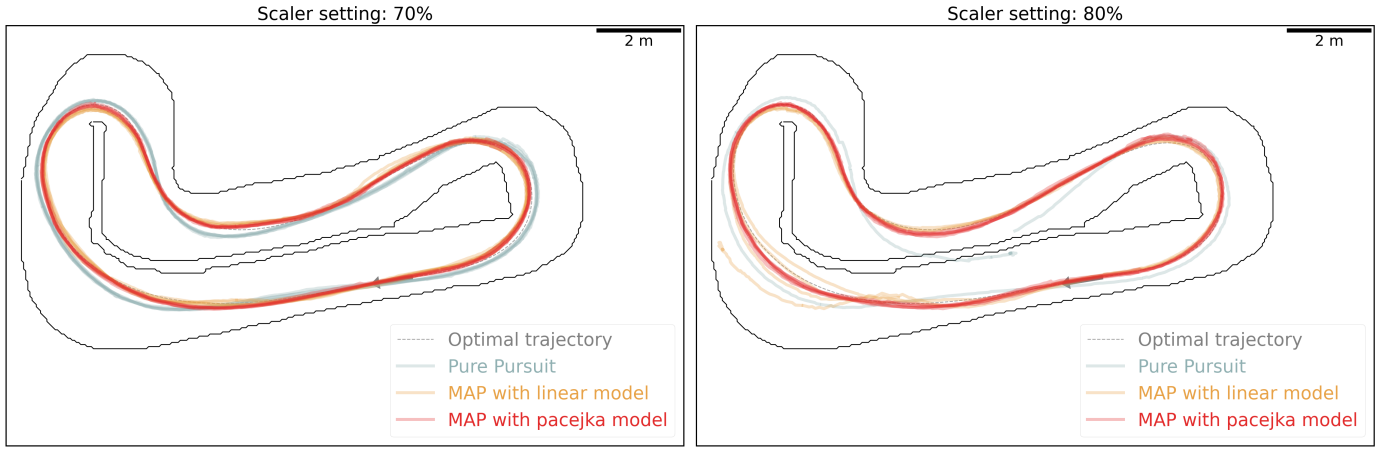 Scaler setting: 70%
2 m
Optimal trajectory
Pure Pursuit
MAP with linear model
MAP with pacejka model
Scaler setting: 80%
2 m
Optimal trajectory
Pure Pursuit
MAP with linear model
MAP with pacejka model